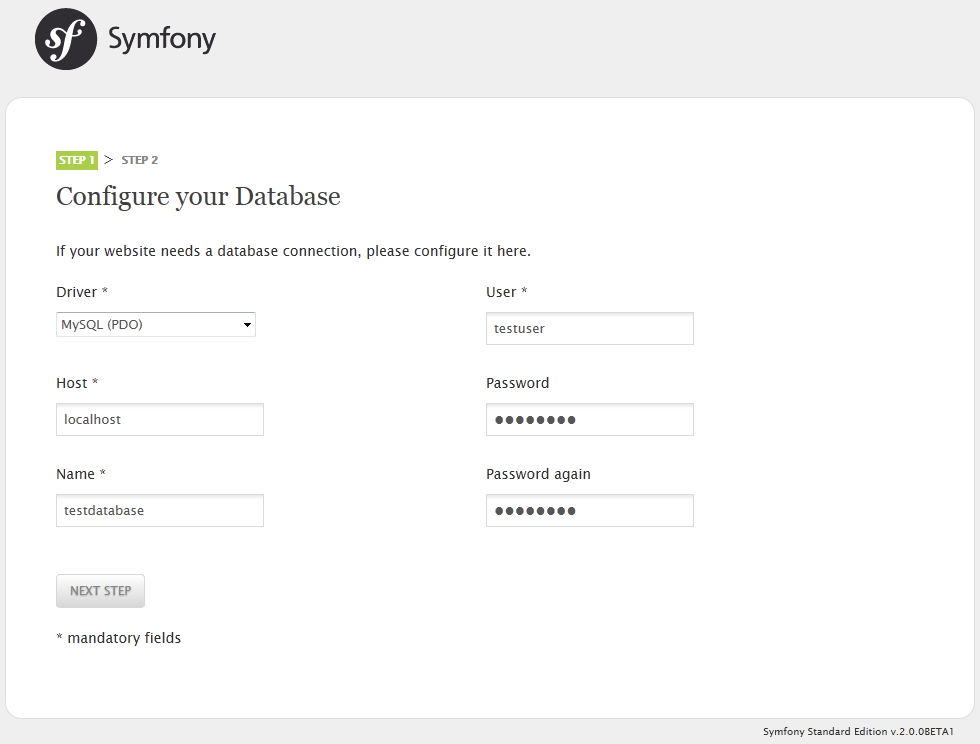 sf Symfony
STEP 1 > STEP 2
Configure your Database
If your website needs a database connection, please configure it here.
Driver *
MySQL (PDO)
User *
testuser
Host *
localhost
Password
●●●●●●●●
Name *
testdatabase
Password again
●●●●●●●●
NEXT STEP
* mandatory fields
Symfony Standard Edition v.2.0.0BETA1